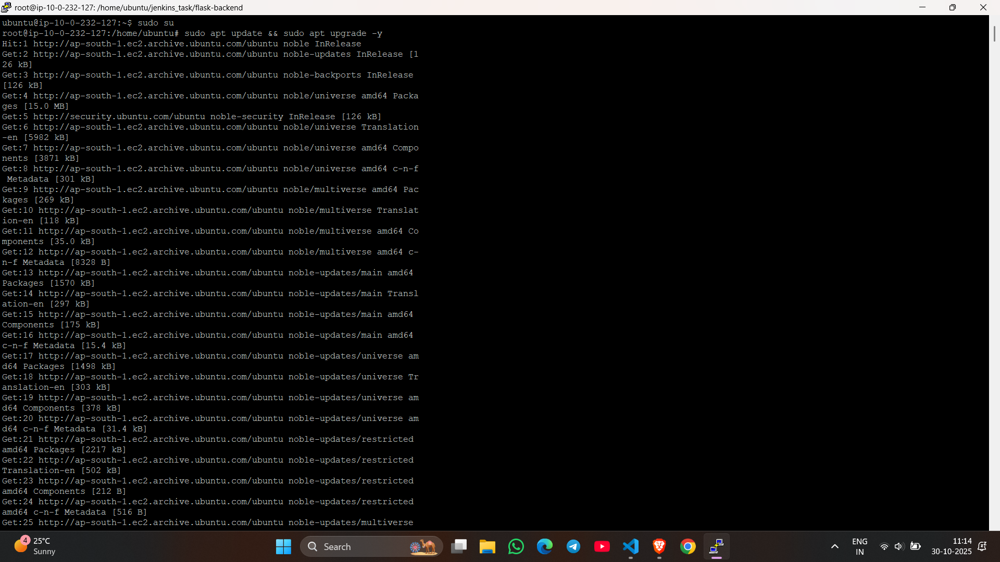 root@ip-10-0-232-127: /home/ubuntu/jenkins_task/flask-backend
ubuntu@ip-10-0-232-127:~$ sudo su
root@ip-10-0-232-127:/home/ubuntu# sudo apt update && sudo apt upgrade -y
Hit:1 http://ap-south-1.ec2.archive.ubuntu.com/ubuntu noble InRelease
Get:2 http://ap-south-1.ec2.archive.ubuntu.com/ubuntu noble-updates InRelease [1
26 kB]
Get:3 http://ap-south-1.ec2.archive.ubuntu.com/ubuntu noble-backports InRelease
[126 kB]
Get:4 http://ap-south-1.ec2.archive.ubuntu.com/ubuntu noble/universe amd64 Packa
ges [15.0 MB]
Get:5 http://security.ubuntu.com/ubuntu noble-security InRelease [126 kB]
Get:6 http://ap-south-1.ec2.archive.ubuntu.com/ubuntu noble/universe Translation
-en [5982 kB]
Get:7 http://ap-south-1.ec2.archive.ubuntu.com/ubuntu noble/universe amd64 Compo
nents [3871 kB]
Get:8 http://ap-south-1.ec2.archive.ubuntu.com/ubuntu noble/universe amd64 c-n-f
 Metadata [301 kB]
Get:9 http://ap-south-1.ec2.archive.ubuntu.com/ubuntu noble/multiverse amd64 Pac
kages [269 kB]
Get:10 http://ap-south-1.ec2.archive.ubuntu.com/ubuntu noble/multiverse Translat
ion-en [118 kB]
Get:11 http://ap-south-1.ec2.archive.ubuntu.com/ubuntu noble/multiverse amd64 Co
mponents [35.0 kB]
Get:12 http://ap-south-1.ec2.archive.ubuntu.com/ubuntu noble/multiverse amd64 c-
n-f Metadata [8328 B]
Get:13 http://ap-south-1.ec2.archive.ubuntu.com/ubuntu noble-updates/main amd64
Packages [1570 kB]
Get:14 http://ap-south-1.ec2.archive.ubuntu.com/ubuntu noble-updates/main Transl
ation-en [297 kB]
Get:15 http://ap-south-1.ec2.archive.ubuntu.com/ubuntu noble-updates/main amd64
Components [175 kB]
Get:16 http://ap-south-1.ec2.archive.ubuntu.com/ubuntu noble-updates/main amd64
c-n-f Metadata [15.4 kB]
Get:17 http://ap-south-1.ec2.archive.ubuntu.com/ubuntu noble-updates/universe am
d64 Packages [1498 kB]
Get:18 http://ap-south-1.ec2.archive.ubuntu.com/ubuntu noble-updates/universe Tr
anslation-en [303 kB]
Get:19 http://ap-south-1.ec2.archive.ubuntu.com/ubuntu noble-updates/universe am
d64 Components [378 kB]
Get:20 http://ap-south-1.ec2.archive.ubuntu.com/ubuntu noble-updates/universe am
d64 c-n-f Metadata [31.4 kB]
Get:21 http://ap-south-1.ec2.archive.ubuntu.com/ubuntu noble-updates/restricted
amd64 Packages [2217 kB]
Get:22 http://ap-south-1.ec2.archive.ubuntu.com/ubuntu noble-updates/restricted
Translation-en [502 kB]
Get:23 http://ap-south-1.ec2.archive.ubuntu.com/ubuntu noble-updates/restricted
amd64 Components [212 B]
Get:24 http://ap-south-1.ec2.archive.ubuntu.com/ubuntu noble-updates/restricted
amd64 c-n-f Metadata [516 B]
Get:25 http://ap-south-1.ec2.archive.ubuntu.com/ubuntu noble-updates/multiverse
4
25°C
Sunny
Search
ENG
IN
11:14
30-10-2025